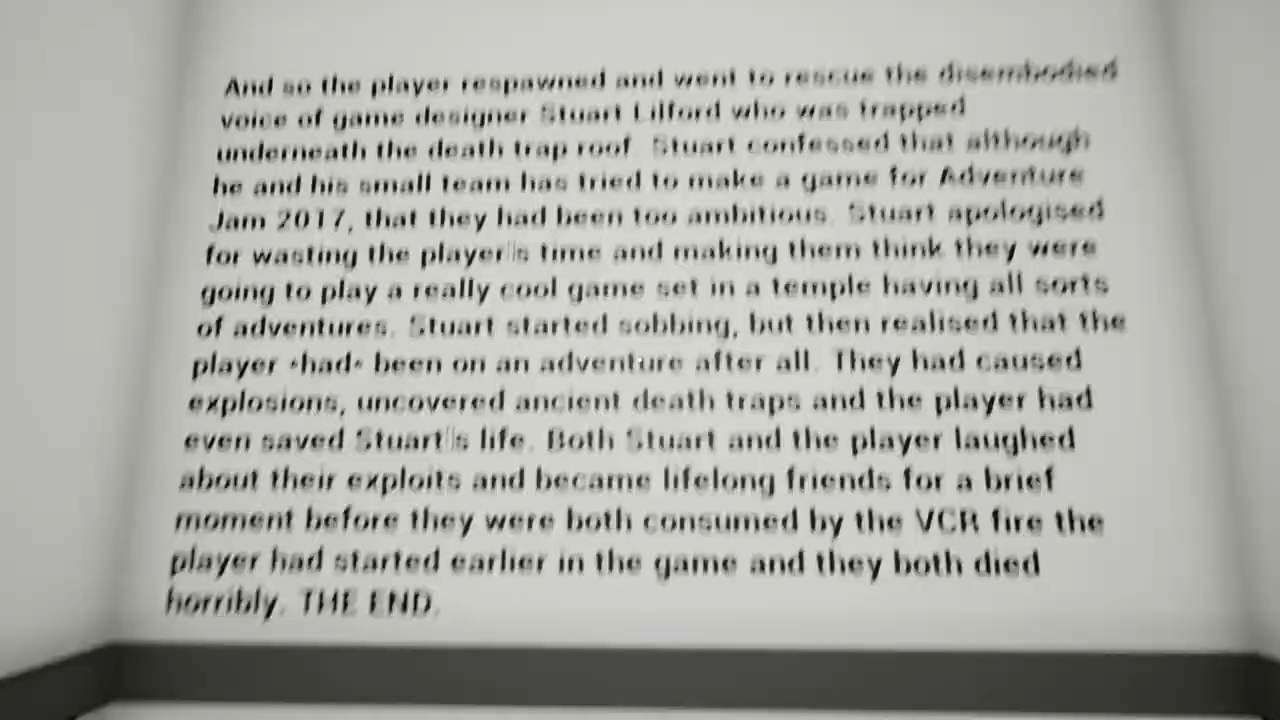 And so the player respawned and went to rescue the disembodied
voice of game designer Stuart Lilford who was trapped
underneath the death trap roof. Stuart confessed that although
he and his small team has tried to make a game for Adventure
Jam 2017, that they had been too ambitious. Stuart apologised
for wasting the player▯s time and making them think they were
going to play a really cool game set in a temple having all sorts
of adventures. Stuart started sobbing, but then realised that the
player *had* been on an adventure after all. They had caused
explosions, uncovered ancient death traps and the player had
even saved Stuart▯s life. Both Stuart and the player laughed
about their exploits and became lifelong friends for a brief
moment before they were both consumed by the VCR fire the
player had started earlier in the game and they both died
horribly. THE END.